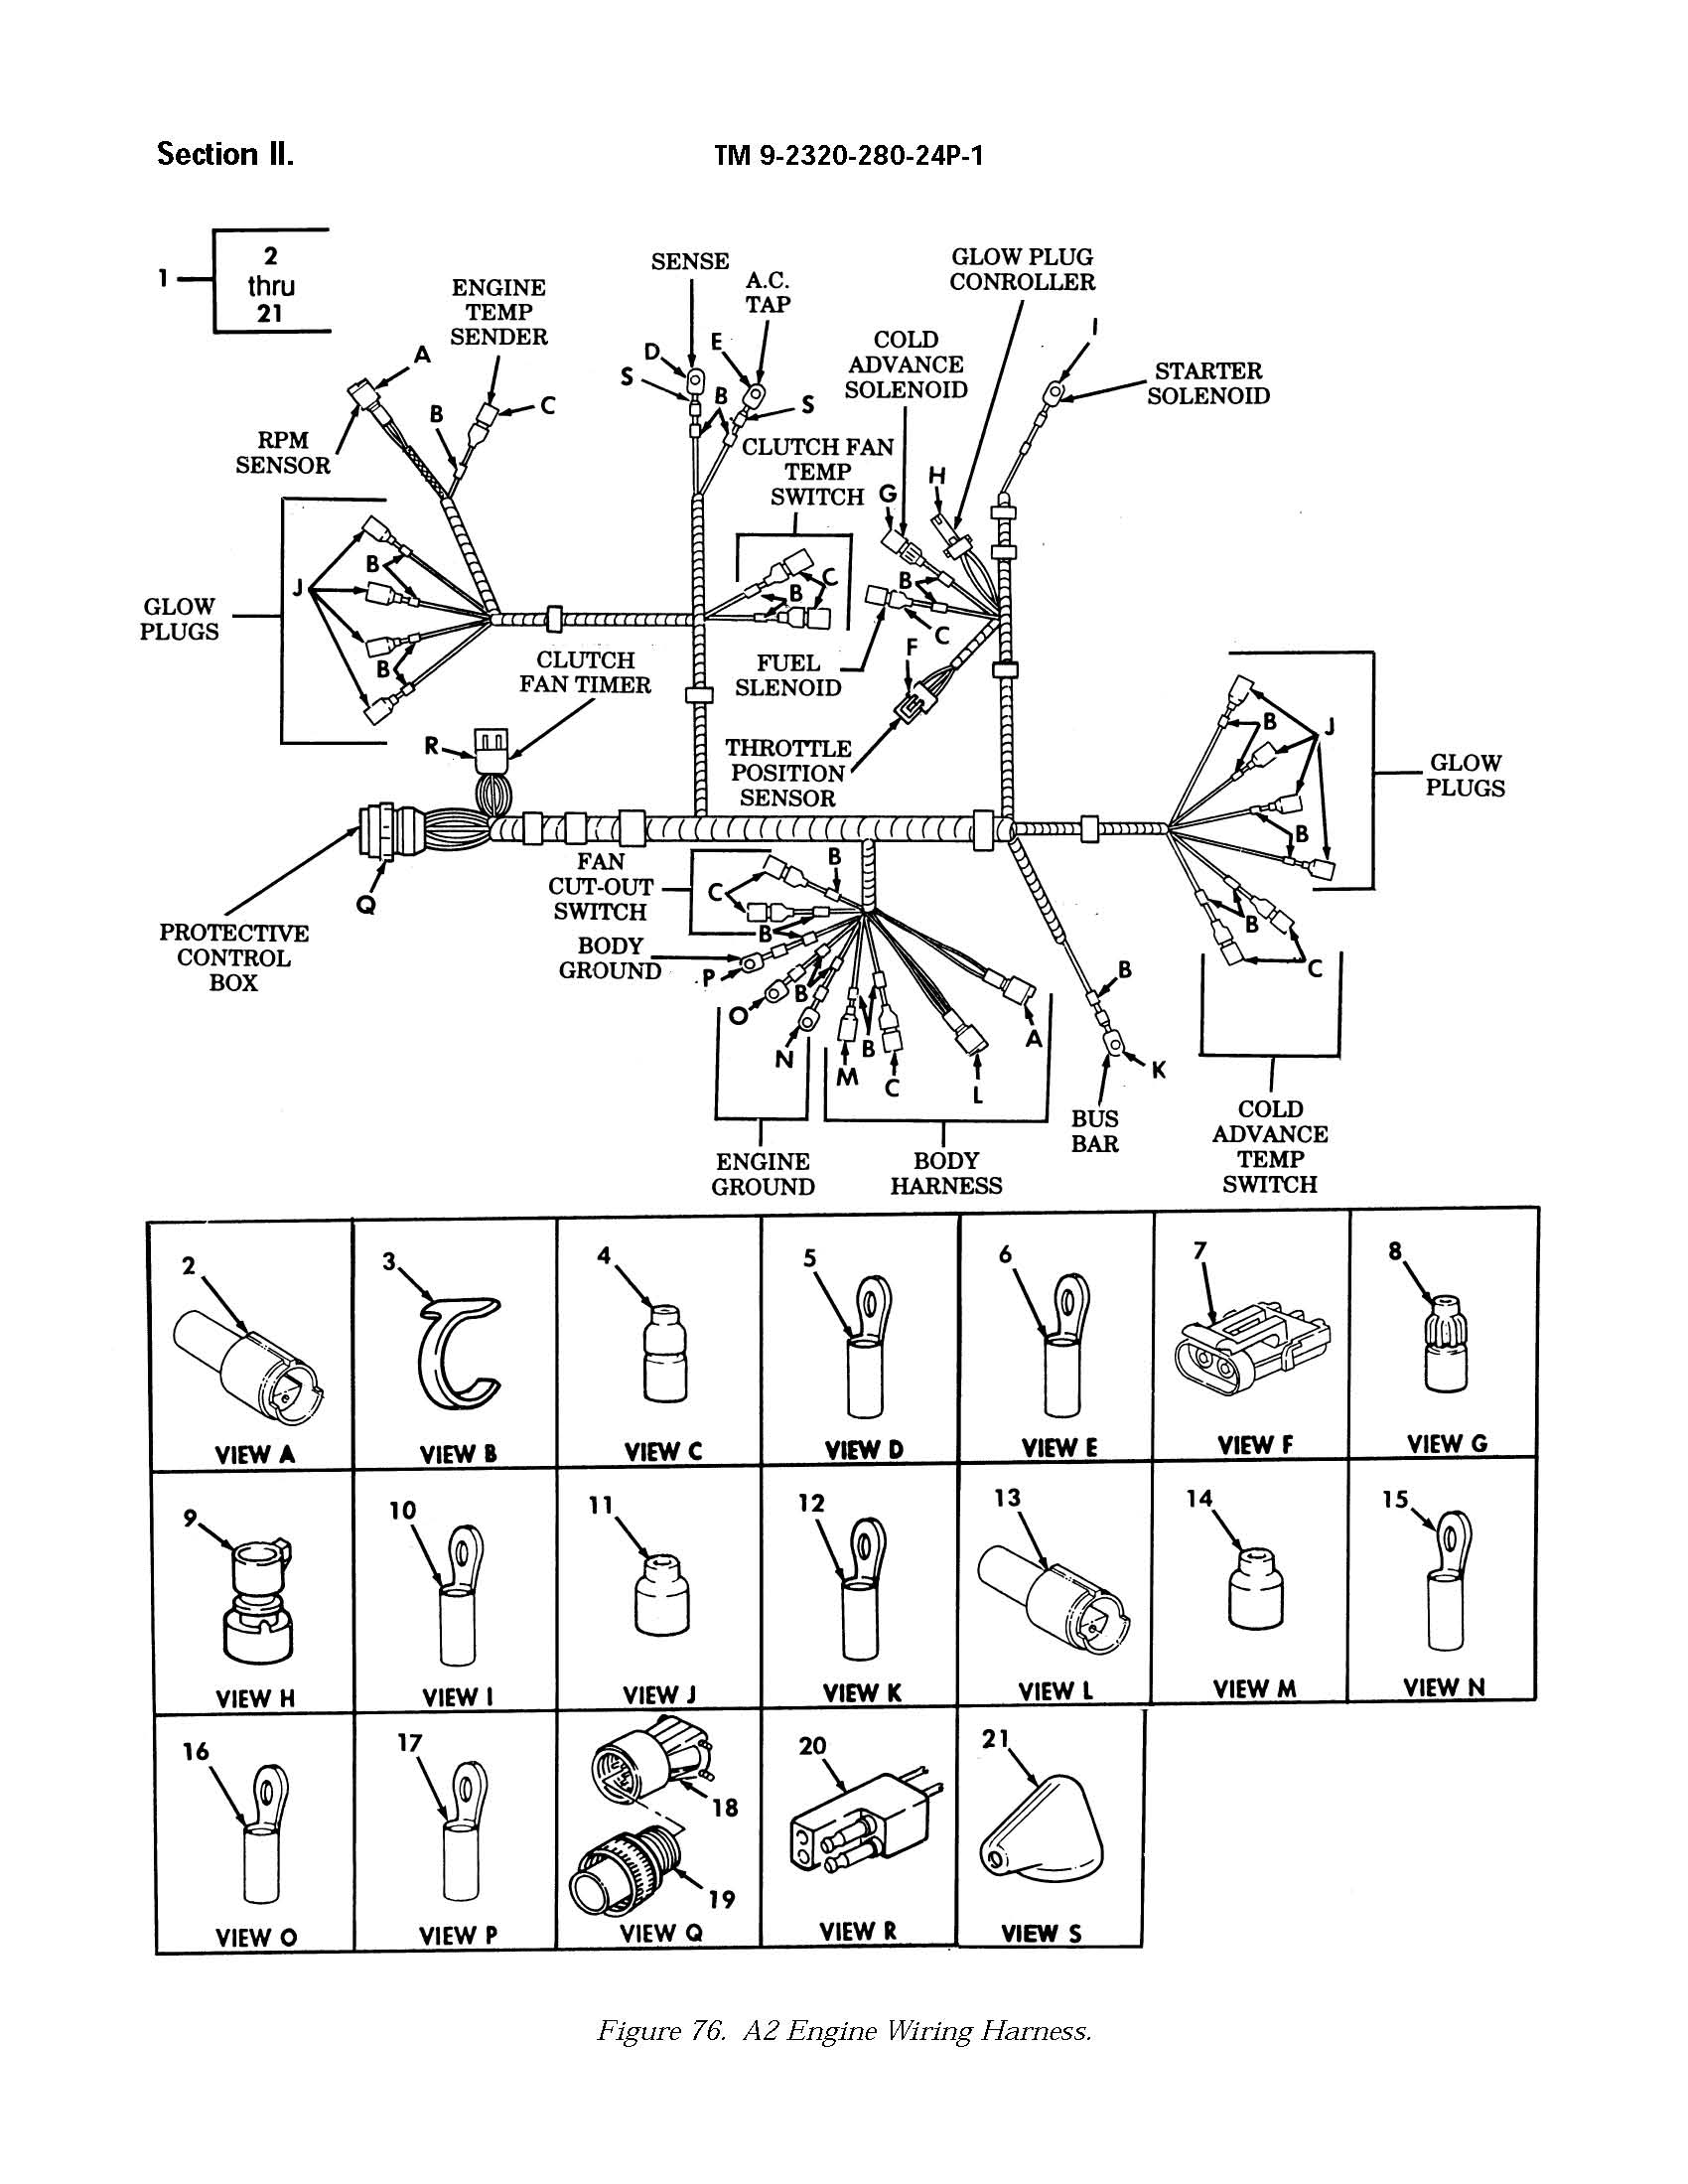 Section II.
TM 9-2320-280-24P-1
1
2
thru
21
ENGINE
TEMP
SENDER
A
B
C
RPM
SENSOR
SENSE
A.C.
TAP
D
E
S
B
S
CLUTCH FAN
TEMP
SWITCH
B
C
COLD
ADVANCE
SOLENOID
GLOW PLUG
CONROLLER
G
H
I
STARTER
SOLENOID
B
C
F
FUEL
SLENOID
THROTTLE
POSITION
SENSOR
GLOW
PLUGS
J
B
B
CLUTCH
FAN TIMER
R
Q
PROTECTIVE
CONTROL
BOX
B
J
B
GLOW
PLUGS
B
C
COLD
ADVANCE
TEMP
SWITCH
FAN
CUT-OUT
SWITCH
B
C
B
BODY
GROUND
P
O
B
N
M
B
C
L
A
B
K
ENGINE
GROUND
BODY
HARNESS
BUS
BAR
2
VIEW A
3
VIEW B
4
VIEW C
5
VIEW D
6
VIEW E
7
VIEW F
8
VIEW G
9
VIEW H
10
VIEW I
11
VIEW J
12
VIEW K
13
VIEW L
14
VIEW M
15
VIEW N
16
VIEW O
17
VIEW P
18
19
VIEW Q
20
VIEW R
21
VIEW S
Figure 76. A2 Engine Wiring Harness.